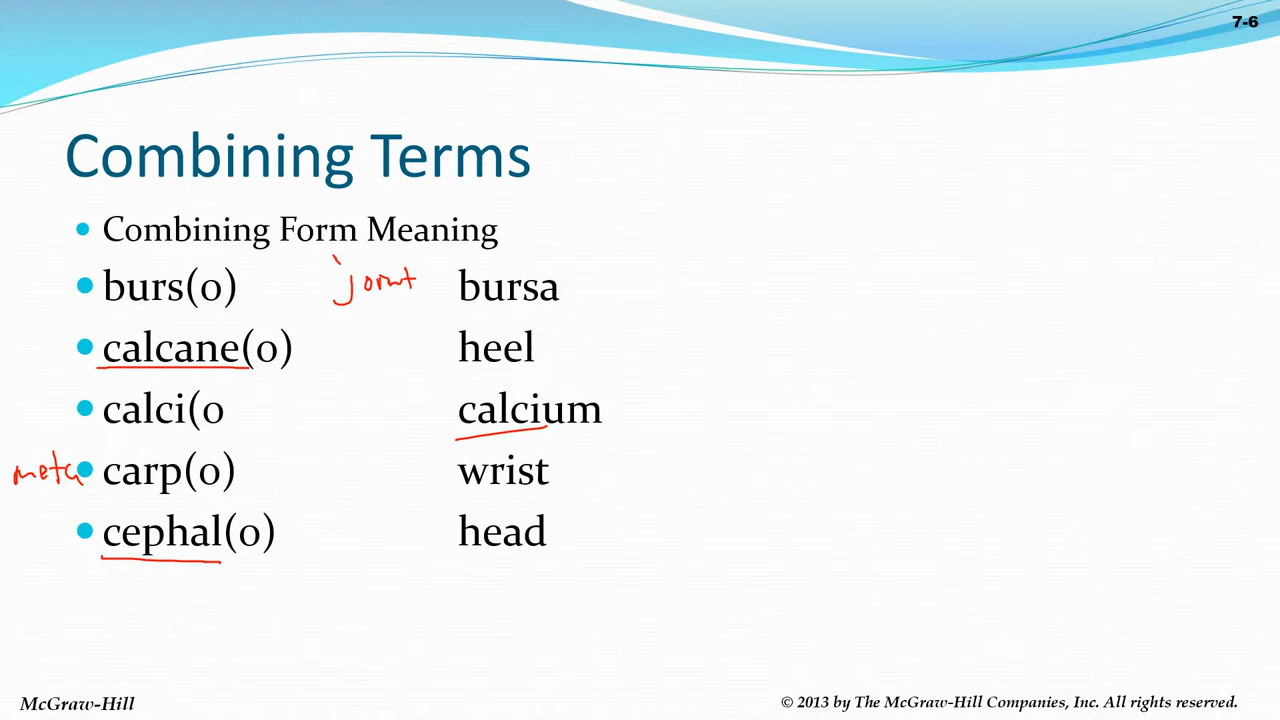 7-6
Combining Terms
• Combining Form Meaning
• burs(o) joint bursa
• calcane(o) heel
• calci(o calcium
meta • carp(o) wrist
• cephal(o) head
McGraw-Hill © 2013 by The McGraw-Hill Companies, Inc. All rights reserved.